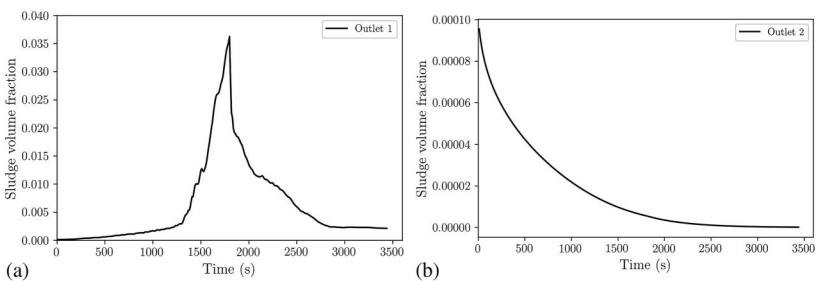 0.040
0.035
0.030
0.025
0.020
0.015
0.010
0.005
0.000
Sludge volume fraction
Outlet 1
0 500 1000 1500 2000 2500 3000 3500
Time (s)
(a)
0.00010
0.00008
0.00006
0.00004
0.00002
0.00000
Sludge volume fraction
Outlet 2
0 500 1000 1500 2000 2500 3000 3500
Time (s)
(b)